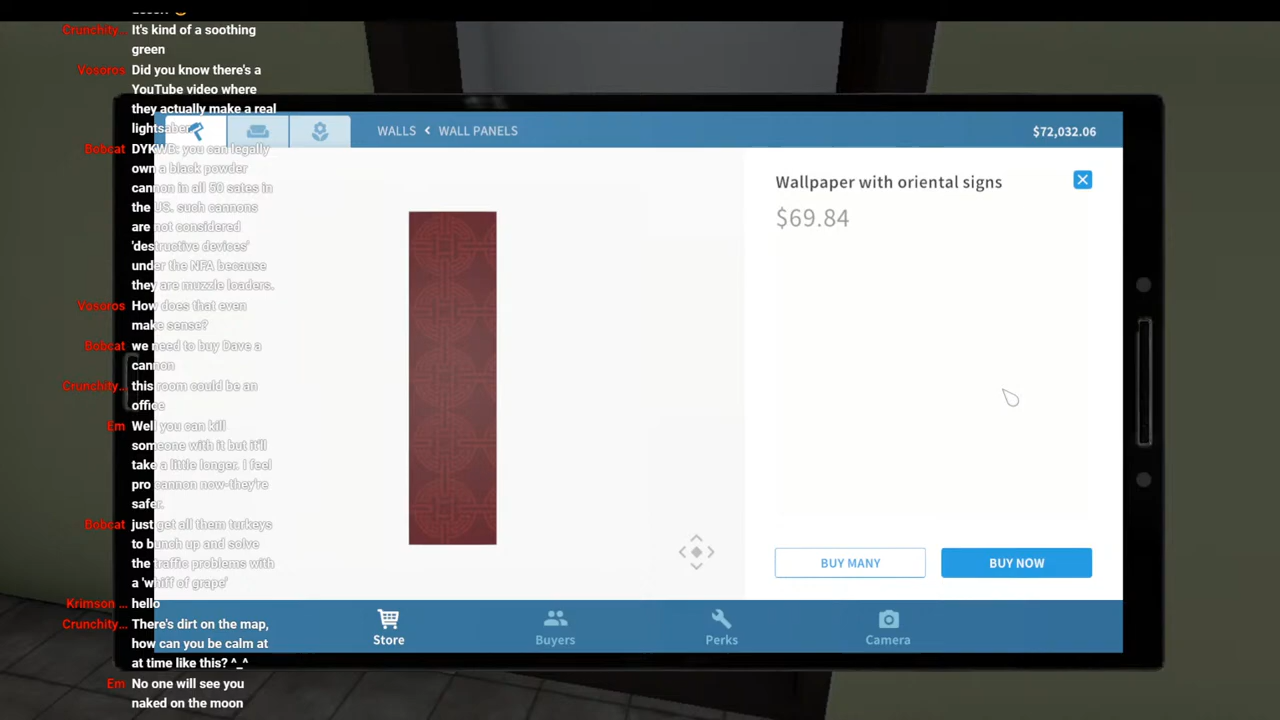 Crunchity... It's kind of a soothing
green
Vosoros Did you know there's a
YouTube video where
they actually make a real
lightsaber
Bobcat DYKWB: you can legally
own a black powder
cannon in all 50 sates in
the US. such cannons
are not considered
'destructive devices'
under the NFA because
they are muzzle loaders.
Vosoros How does that even
make sense?
Bobcat we need to buy Dave a
cannon
Crunchity... this room could be an
office
Em Well you can kill
someone with it but it'll
take a little longer. I feel
pro cannon now-they're
safer.
Bobcat just get all them turkeys
to bunch up and solve
the traffic problems with
a 'whiff of grape'
Krimson ... hello
Crunchity... There's dirt on the map,
how can you be calm at
at time like this? ^_^
Em No one will see you
naked on the moon
WALLS < WALL PANELS
$72,032.06
Wallpaper with oriental signs
$69.84
BUY MANY
BUY NOW
Store
Buyers
Perks
Camera